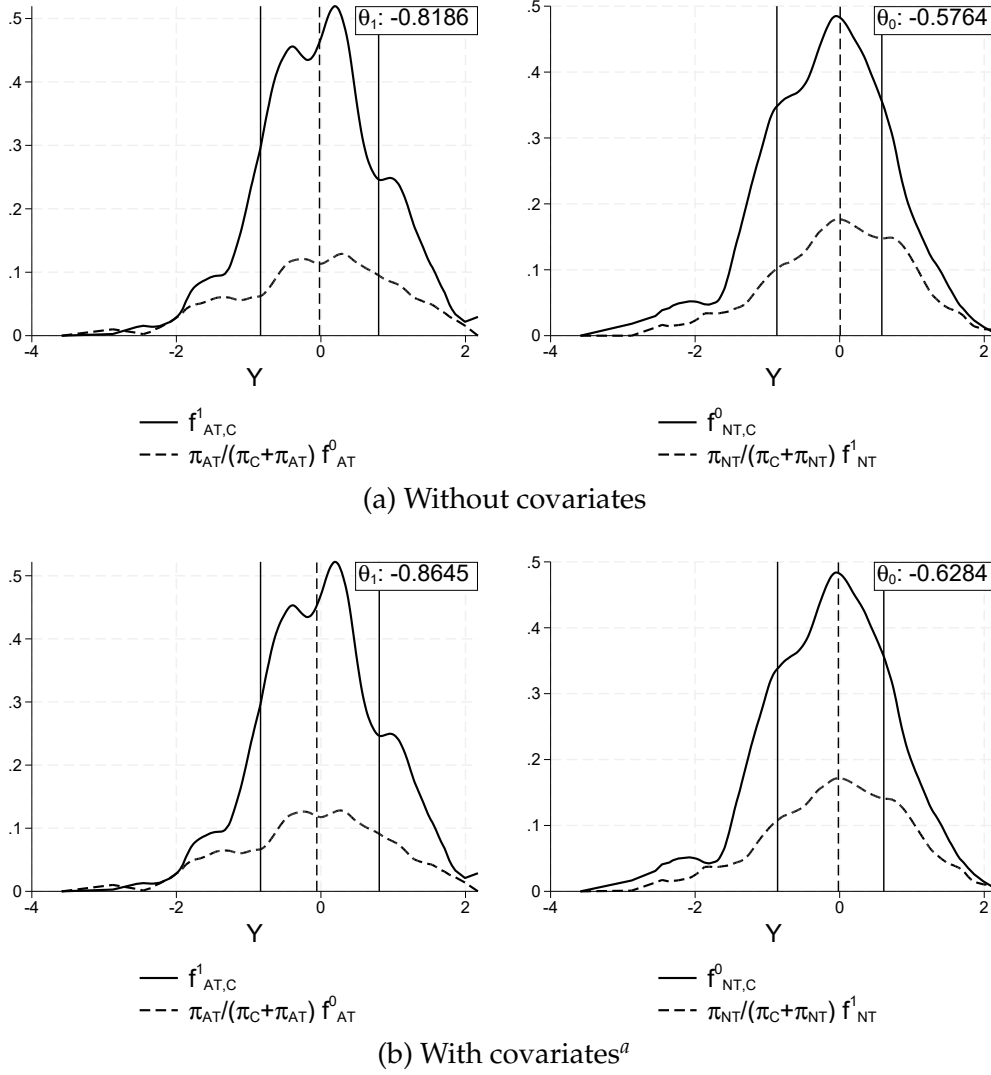 θ1: -0.8186
.5
.4
.3
.2
.1
0
-4 -2 0 2
Y
f1AT,C
πAT/(πC+πAT) f0AT
θ0: -0.5764
.5
.4
.3
.2
.1
0
-4 -2 0 2
Y
f0NT,C
πNT/(πC+πNT) f1NT
(a) Without covariates
θ1: -0.8645
.5
.4
.3
.2
.1
0
-4 -2 0 2
Y
f1AT,C
πAT/(πC+πAT) f0AT
θ0: -0.6284
.5
.4
.3
.2
.1
0
-4 -2 0 2
Y
f0NT,C
πNT/(πC+πNT) f1NT
(b) With covariatesa